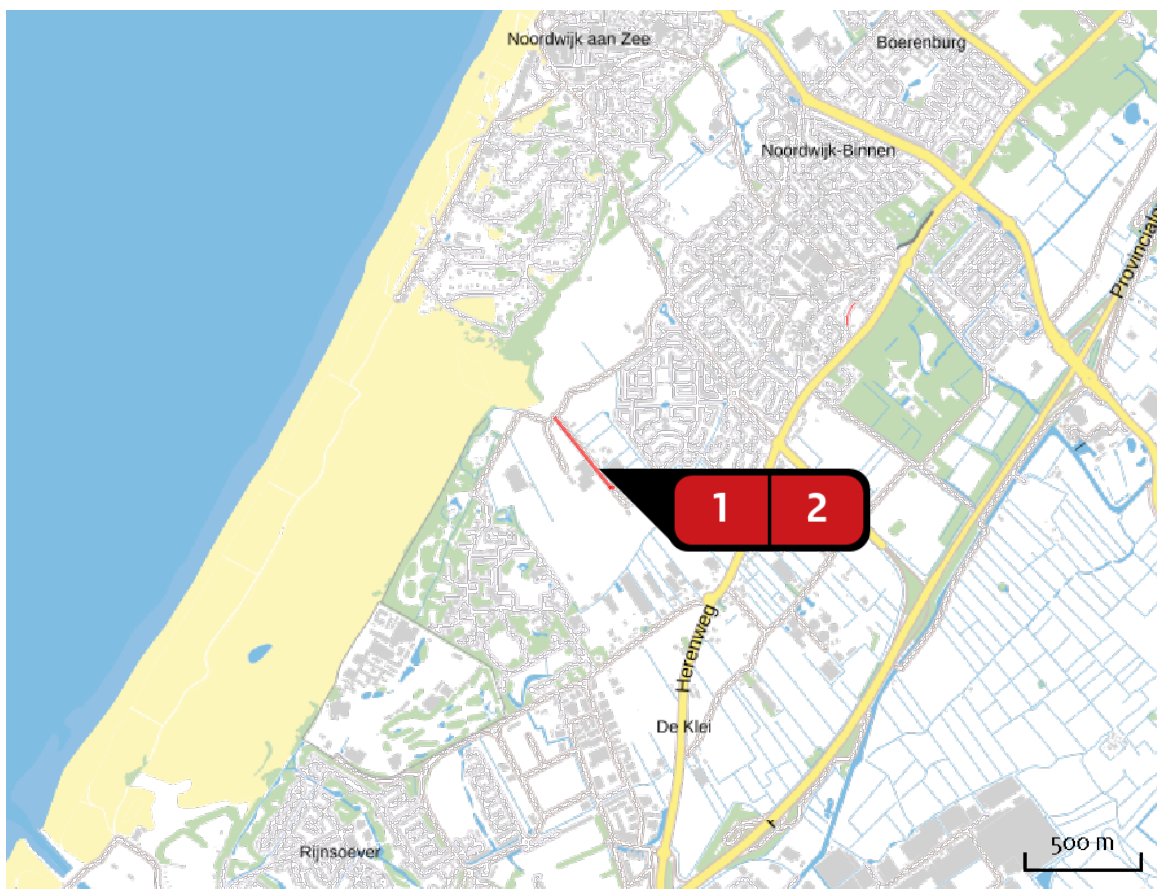 Noordwijk aan Zee
Boerenburg
Noordwijk-Binnen
Provinciale
1 2
Herenweg
De Klei
500 m
Rijnsoever